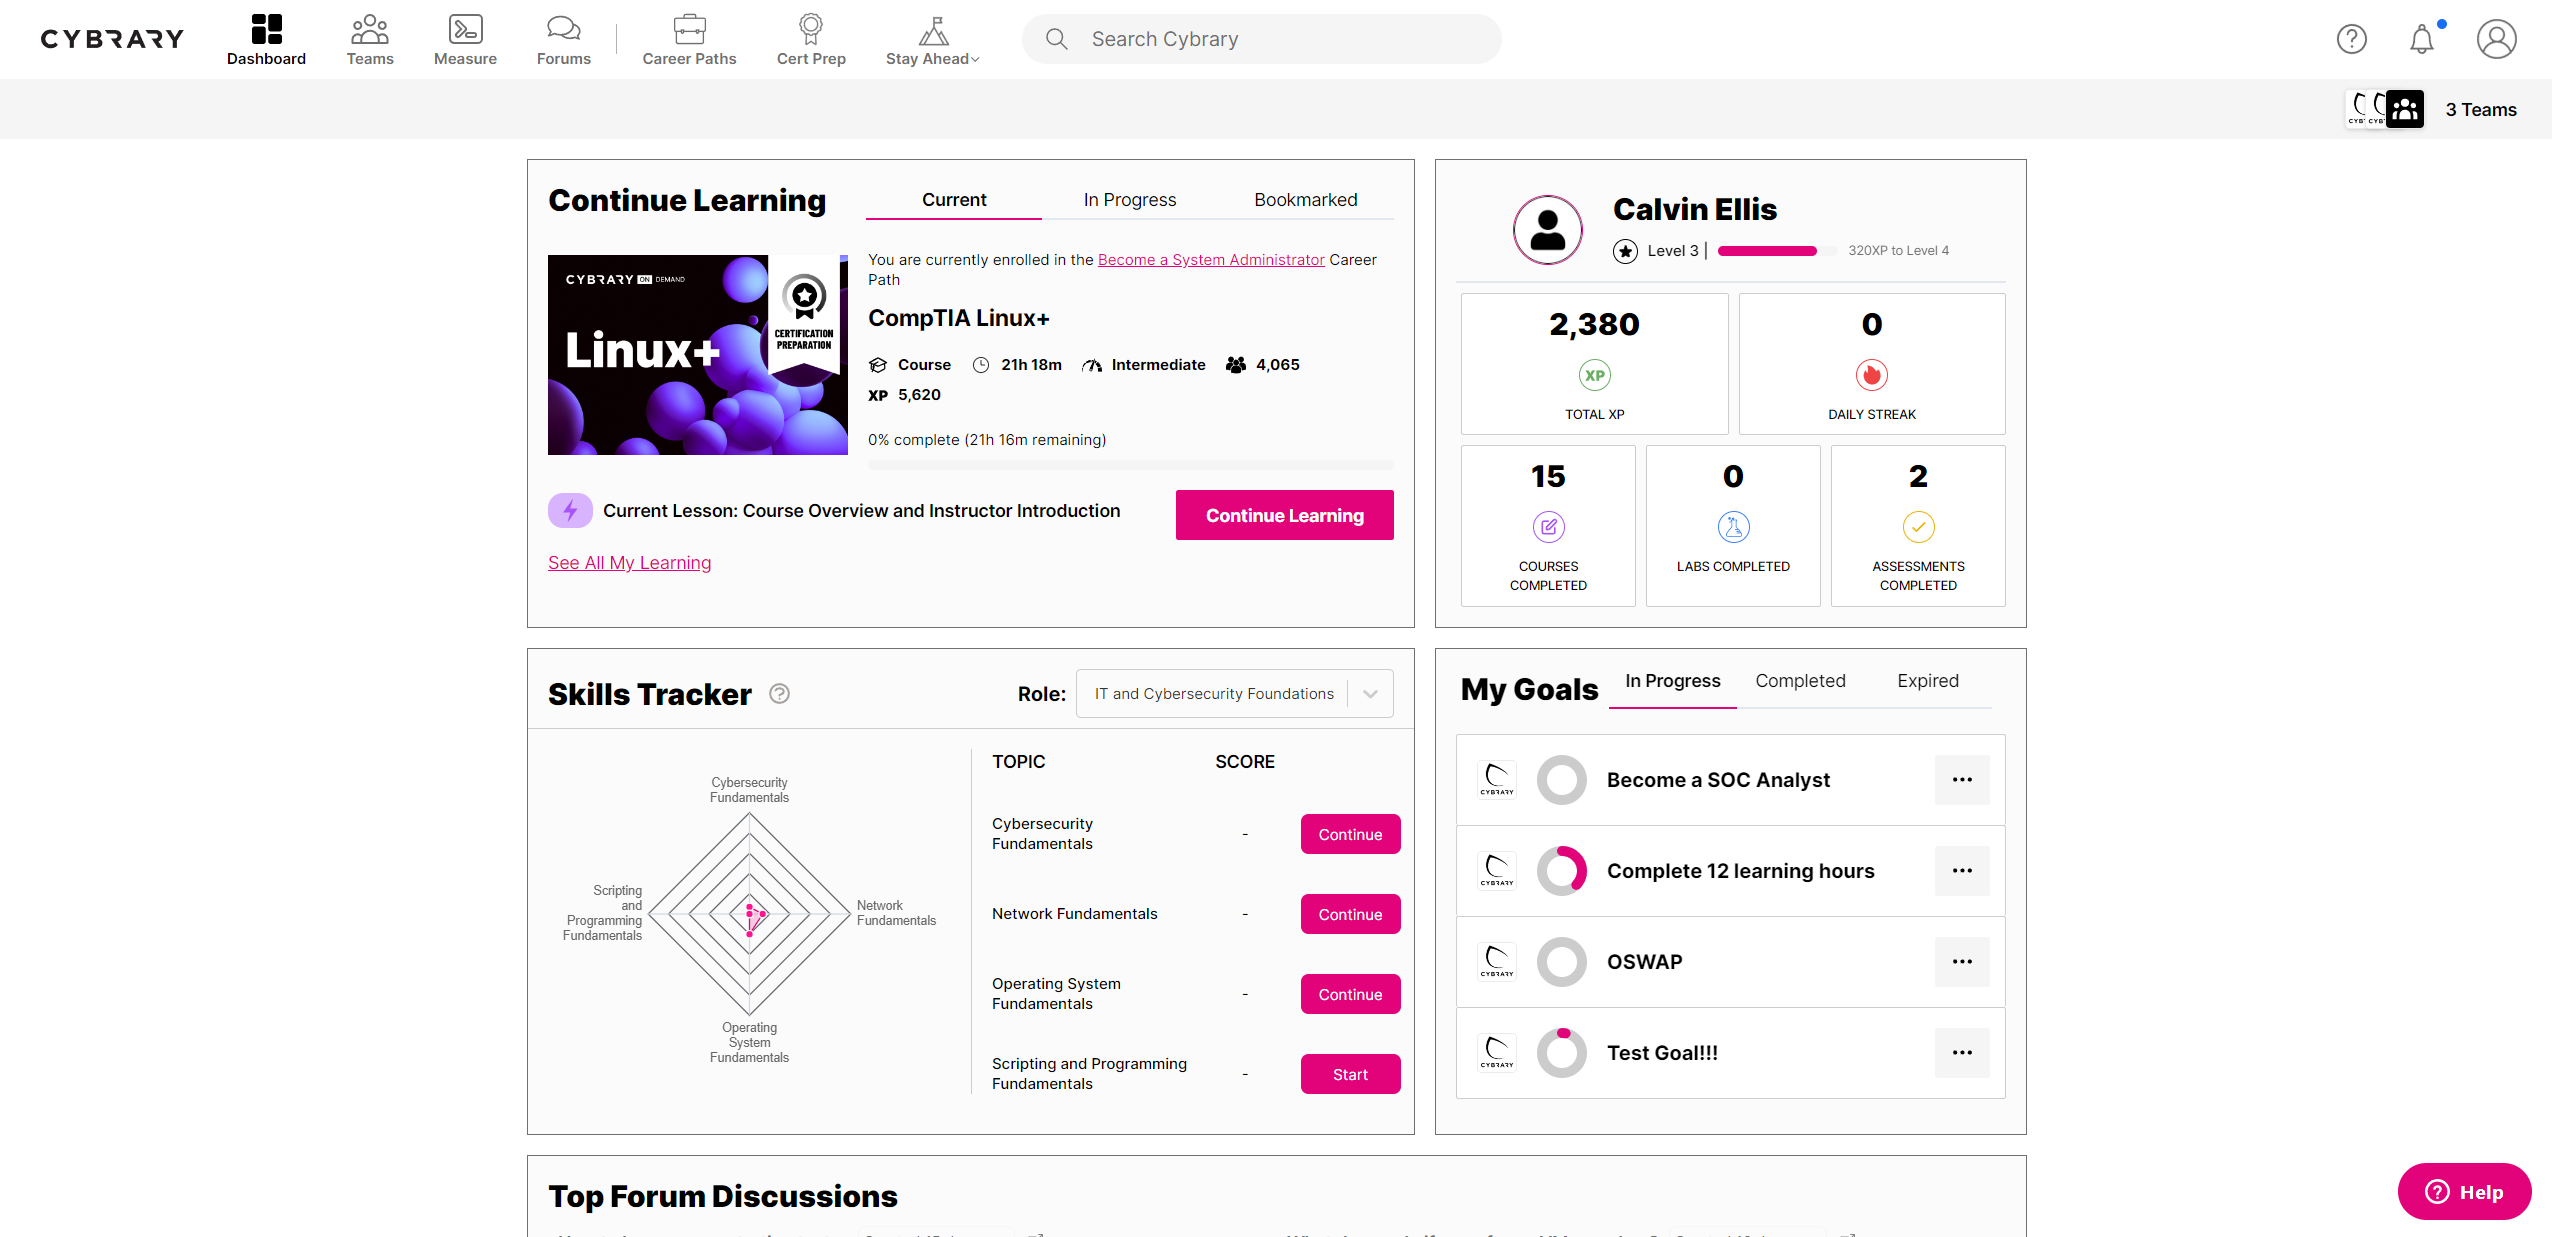 CYBRARY
Dashboard
Teams
Measure
Forums
Career Paths
Cert Prep
Stay Ahead
Search Cybrary
3 Teams
Continue Learning
Current
In Progress
Bookmarked
CYBRARY ON DEMAND
Linux+
CERTIFICATION
PREPARATION
You are currently enrolled in the Become a System Administrator Career
Path
CompTIA Linux+
Course
21h 18m
Intermediate
4,065
XP 5,620
0% complete (21h 16m remaining)
Current Lesson: Course Overview and Instructor Introduction
Continue Learning
See All My Learning
Calvin Ellis
Level 3 |
320XP to Level 4
2,380
XP
TOTAL XP
0
DAILY STREAK
15
COURSES
COMPLETED
0
LABS COMPLETED
2
ASSESSMENTS
COMPLETED
Skills Tracker
Role:
IT and Cybersecurity Foundations
Cybersecurity
Fundamentals
Scripting
and
Programming
Fundamentals
Network
Fundamentals
Operating
System
Fundamentals
TOPIC
SCORE
Cybersecurity
Fundamentals
-
Continue
Network Fundamentals
-
Continue
Operating System
Fundamentals
-
Continue
Scripting and Programming
Fundamentals
-
Start
My Goals
In Progress
Completed
Expired
CYBRARY
Become a SOC Analyst
...
CYBRARY
Complete 12 learning hours
...
CYBRARY
OSWAP
...
CYBRARY
Test Goal!!!
...
Top Forum Discussions
Help